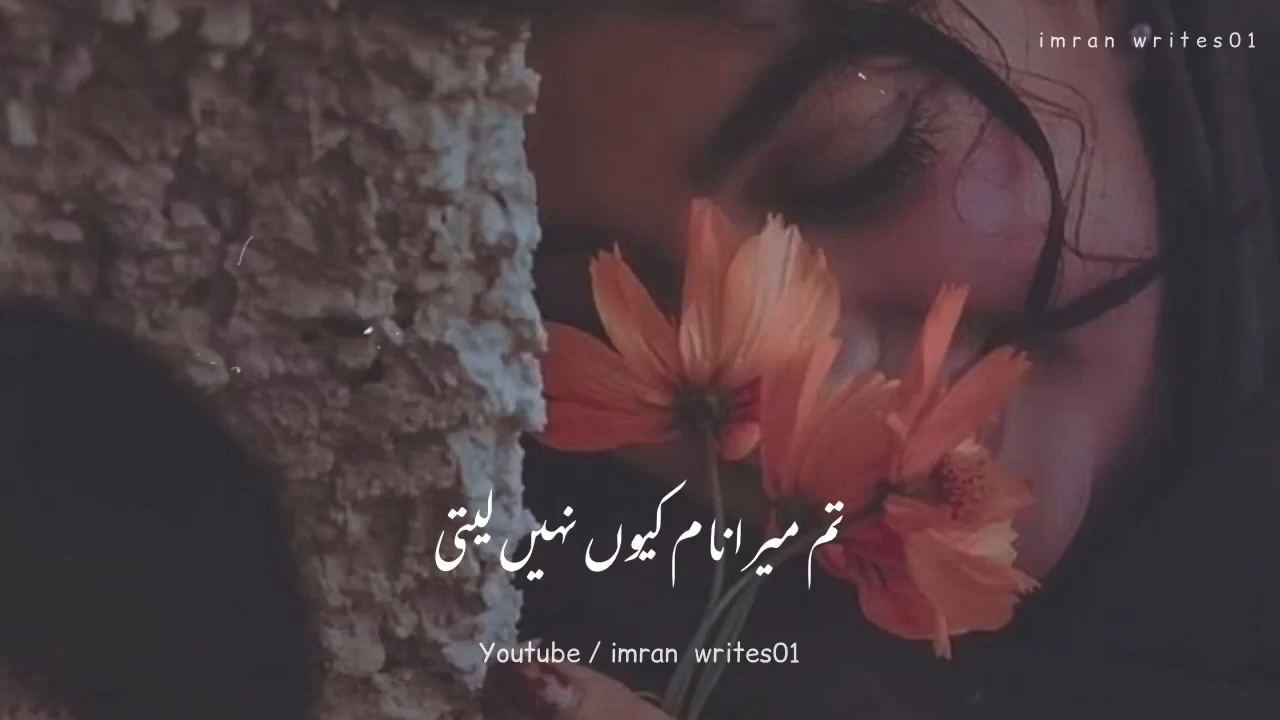 imran writes01
تم میرا نام کیوں نہیں لیتی
Youtube / imran writes01